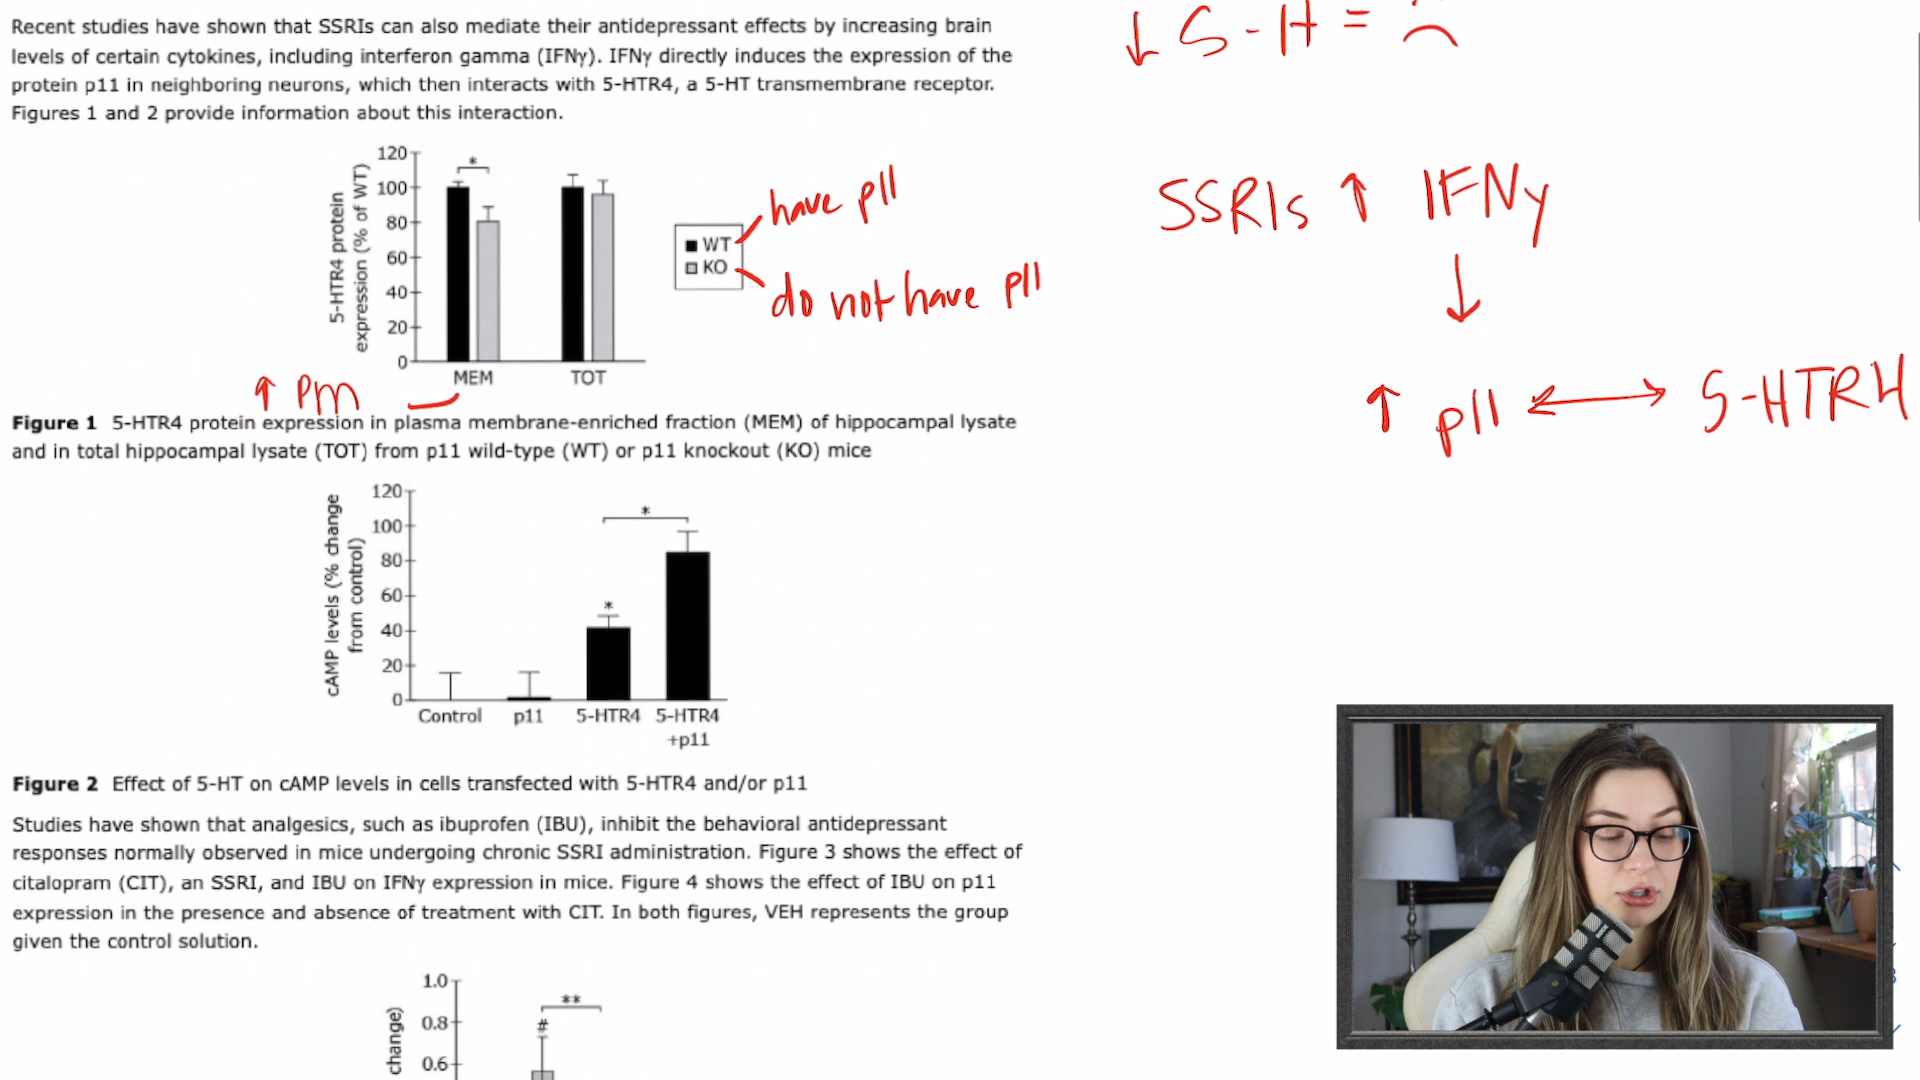 Recent studies have shown that SSRIs can also mediate their antidepressant effects by increasing brain
levels of certain cytokines, including interferon gamma (IFNγ). IFNγ directly induces the expression of the
protein p11 in neighboring neurons, which then interacts with 5-HTR4, a 5-HT transmembrane receptor.
Figures 1 and 2 provide information about this interaction.
↓ 5-H =
SSRIs ↑ IFNγ
↓
↑ p11 ↔ 5-HTR4
5-HTR4 protein
expression (% of WT)
120
100
80
60
40
20
0
*
MEM
TOT
WT
KO
have p11
do not have p11
↑ pm
Figure 1 5-HTR4 protein expression in plasma membrane-enriched fraction (MEM) of hippocampal lysate
and in total hippocampal lysate (TOT) from p11 wild-type (WT) or p11 knockout (KO) mice
cAMP levels (% change
from control)
120
100
80
60
40
20
0
*
*
Control
p11
5-HTR4
5-HTR4
+p11
Figure 2 Effect of 5-HT on cAMP levels in cells transfected with 5-HTR4 and/or p11
Studies have shown that analgesics, such as ibuprofen (IBU), inhibit the behavioral antidepressant
responses normally observed in mice undergoing chronic SSRI administration. Figure 3 shows the effect of
citalopram (CIT), an SSRI, and IBU on IFNγ expression in mice. Figure 4 shows the effect of IBU on p11
expression in the presence and absence of treatment with CIT. In both figures, VEH represents the group
given the control solution.
change)
1.0
0.8
0.6
**
#